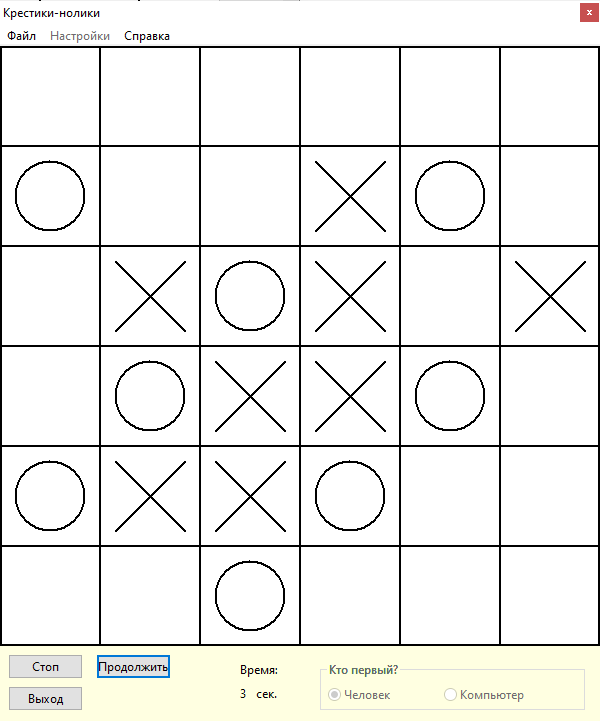 Крестики-нолики
x
Файл Настройки Справка
Стоп Продолжить Время: Кто первый?
Выход 3 сек. Человек Компьютер